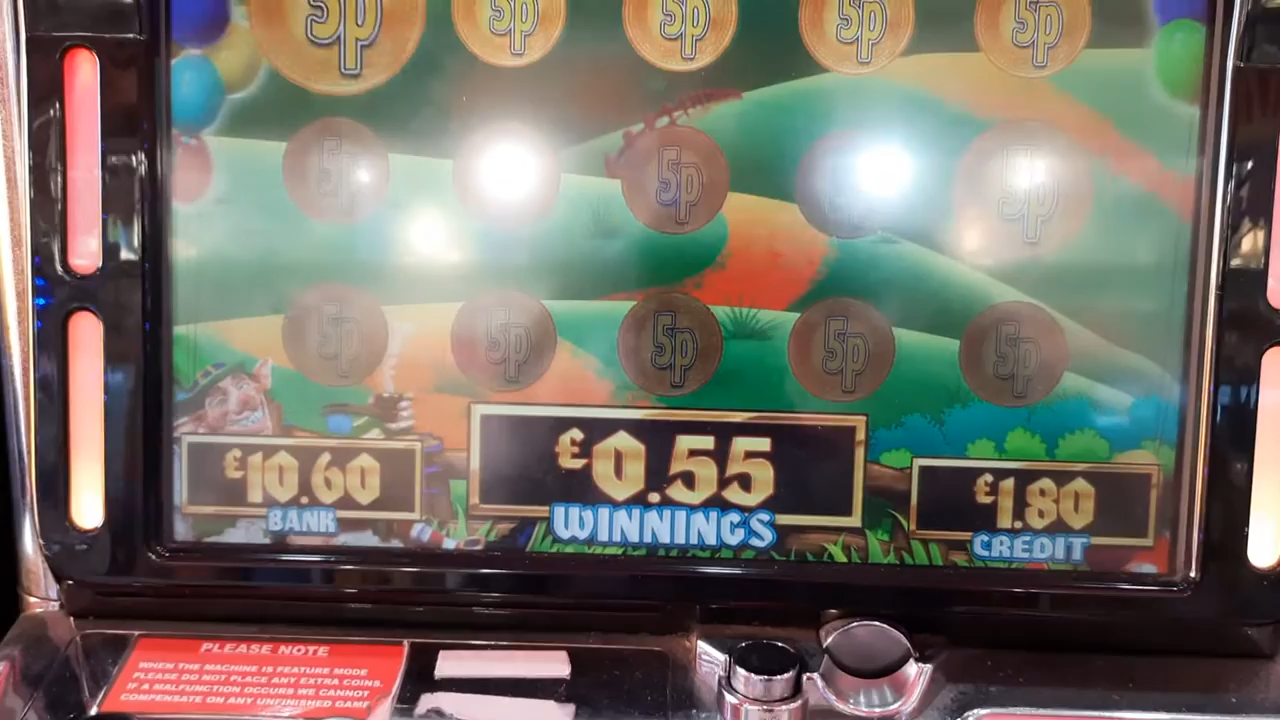 5p 5p 5p 5p 5p
5p 5p 5p
5p 5p 5p 5p 5p
£10.60
BANK
£0.55
WINNINGS
£1.80
CREDIT
PLEASE NOTE
WHEN THE MACHINE IS FEATURE MODE
PLEASE DO NOT PLACE ANY EXTRA COINS.
IF A MALFUNCTION OCCURS WE CANNOT
COMPENSATE ON ANY UNFINISHED GAME